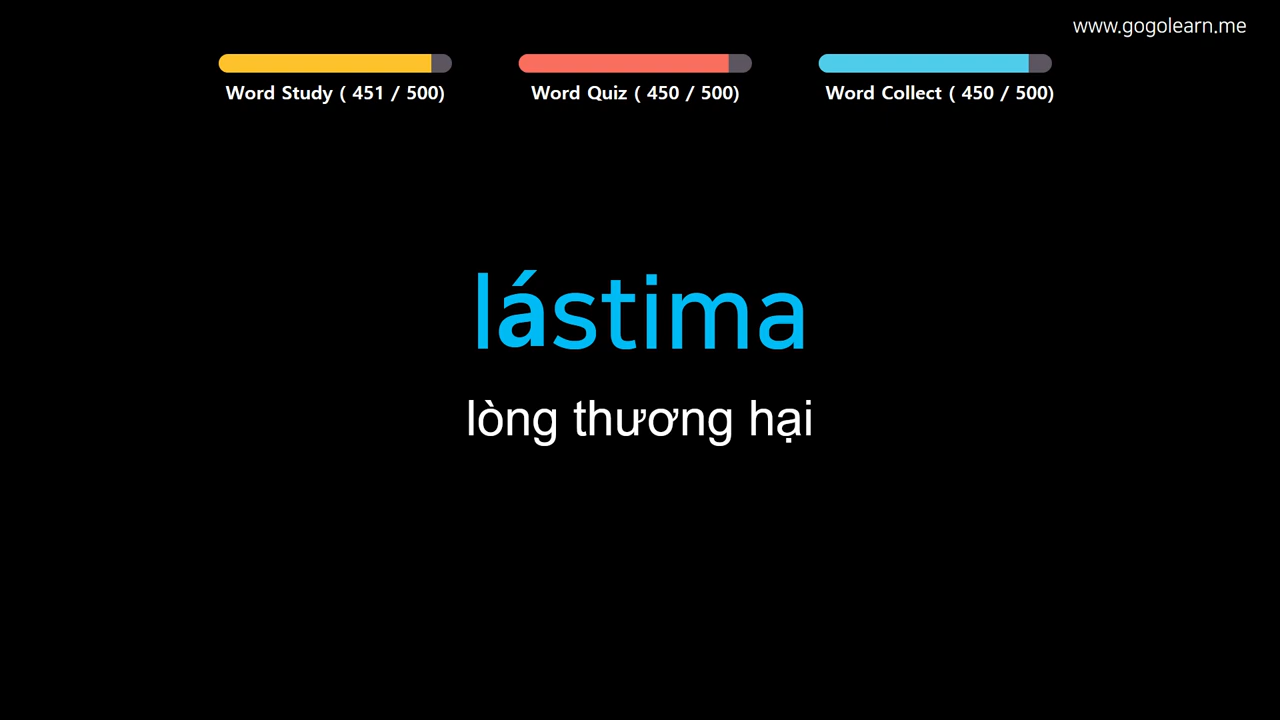 www.gogolearn.me
Word Study ( 451 / 500)
Word Quiz ( 450 / 500)
Word Collect ( 450 / 500)
lástima
lòng thương hại